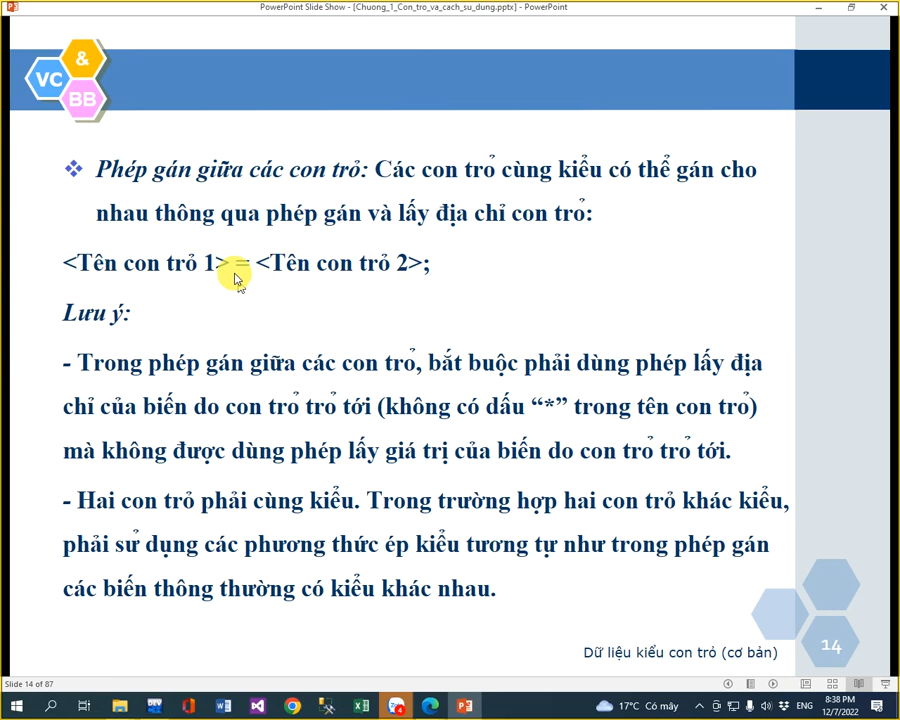 PowerPoint Slide Show - [Chuong_1_Con_tro_va_cach_su_dung.pptx] - PowerPoint
&
VC
BB
Phép gán giữa các con trỏ: Các con trỏ cùng kiểu có thể gán cho
nhau thông qua phép gán và lấy địa chỉ con trỏ:
<Tên con trỏ 1> = <Tên con trỏ 2>;
Lưu ý:
- Trong phép gán giữa các con trỏ, bắt buộc phải dùng phép lấy địa
chỉ của biến do con trỏ trỏ tới (không có dấu “*” trong tên con trỏ)
mà không được dùng phép lấy giá trị của biến do con trỏ trỏ tới.
- Hai con trỏ phải cùng kiểu. Trong trường hợp hai con trỏ khác kiểu,
phải sử dụng các phương thức ép kiểu tương tự như trong phép gán
các biến thông thường có kiểu khác nhau.
14
Dữ liệu kiểu con trỏ (cơ bản)
Slide 14 of 87
17°C Có mây
ENG
8:38 PM
12/7/2022